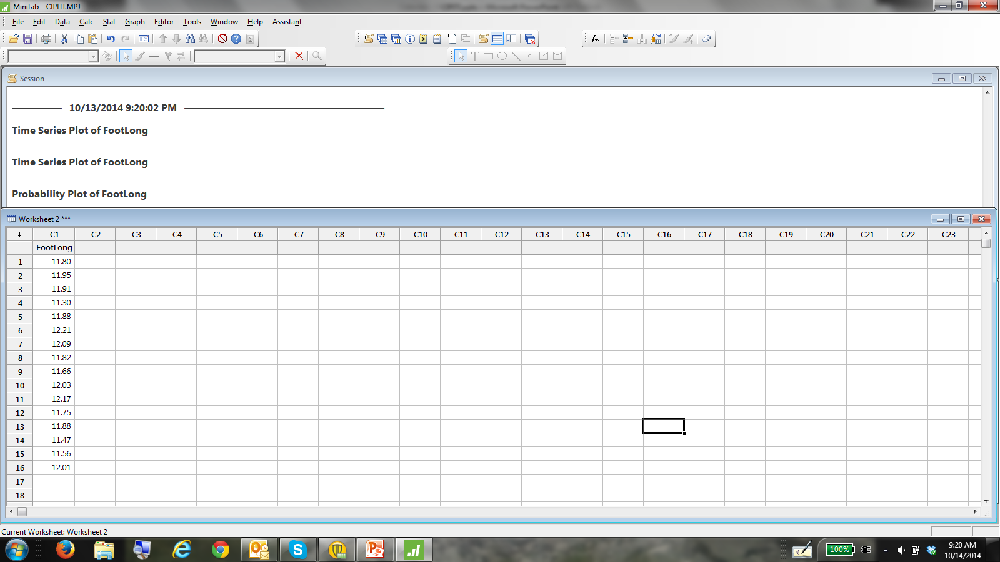 Minitab - CIPITI.MPJ
File Edit Data Calc Stat Graph Editor Tools Window Help Assistant
Session
10/13/2014 9:20:02 PM
Time Series Plot of FootLong
Time Series Plot of FootLong
Probability Plot of FootLong
Worksheet 2 ***
C1 C2 C3 C4 C5 C6 C7 C8 C9 C10 C11 C12 C13 C14 C15 C16 C17 C18 C19 C20 C21 C22 C23
FootLong
1 11.80
2 11.95
3 11.91
4 11.30
5 11.88
6 12.21
7 12.09
8 11.82
9 11.66
10 12.03
11 12.17
12 11.75
13 11.88
14 11.47
15 11.56
16 12.01
17
18
Current Worksheet: Worksheet 2
100%
9:20 AM
10/14/2014